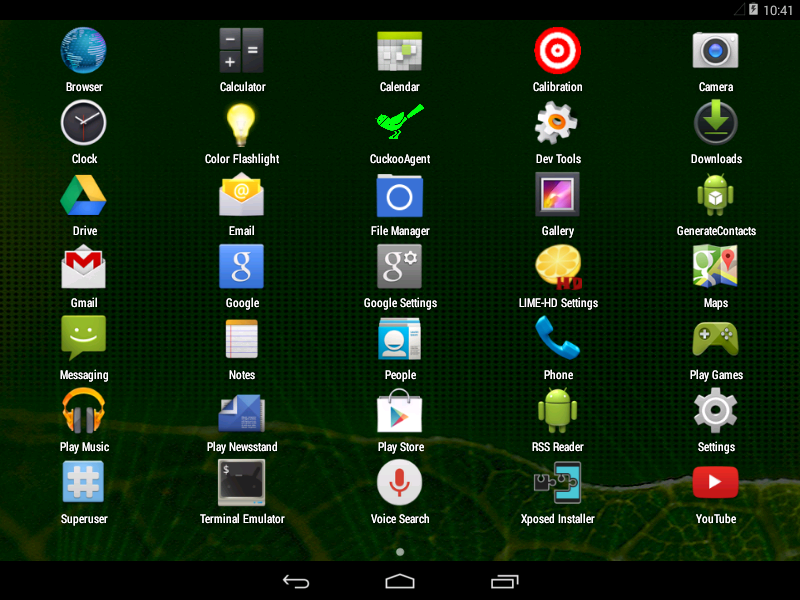 10:41
Browser
Calculator
Calendar
Calibration
Camera
Clock
Color Flashlight
CuckooAgent
Dev Tools
Downloads
Drive
Email
File Manager
Gallery
GenerateContacts
Gmail
Google
Google Settings
LIME-HD Settings
Maps
Messaging
Notes
People
Phone
Play Games
Play Music
Play Newsstand
Play Store
RSS Reader
Settings
Superuser
Terminal Emulator
Voice Search
Xposed Installer
YouTube